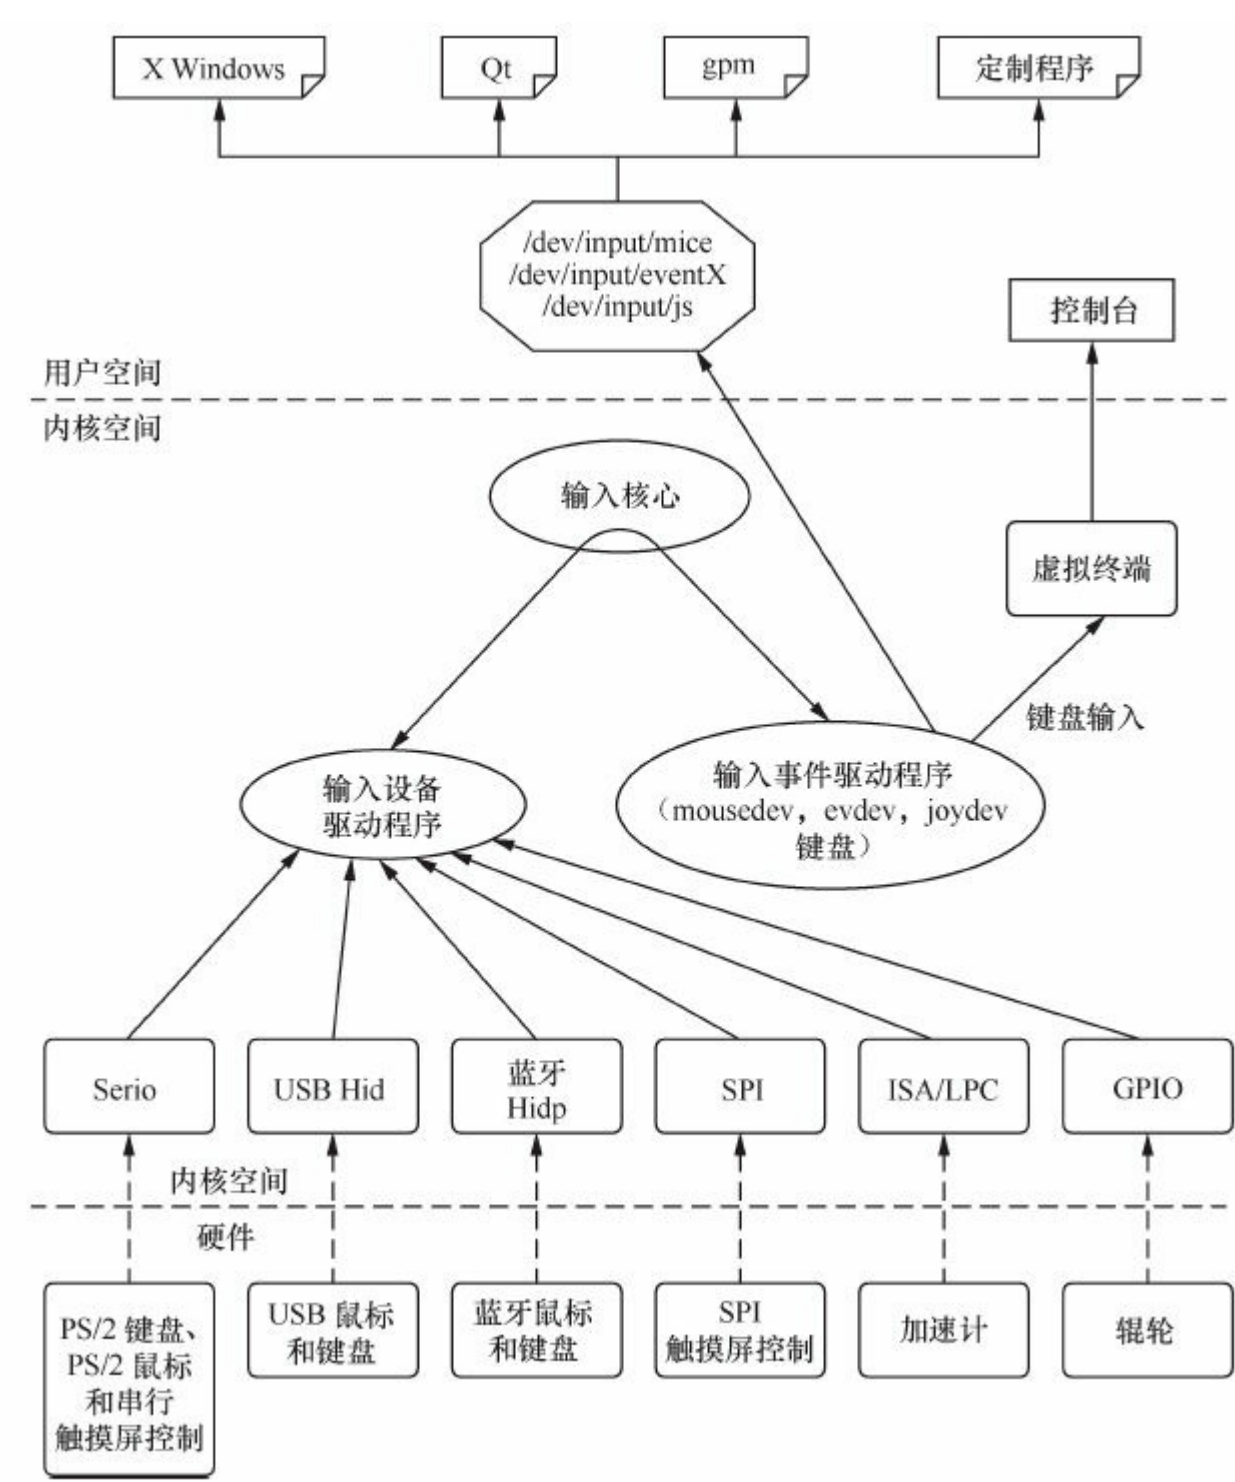 X Windows
Qt
gpm
定制程序
/dev/input/mice
/dev/input/eventX
/dev/input/js
控制台
用户空间
内核空间
输入核心
虚拟终端
键盘输入
输入设备
驱动程序
输入事件驱动程序
(mousedev,evdev,joydev
键盘)
Serio
USB Hid
蓝牙
Hidp
SPI
ISA/LPC
GPIO
内核空间
硬件
PS/2 键盘、
PS/2 鼠标
和串行
触摸屏控制
USB 鼠标
和键盘
蓝牙鼠标
和键盘
SPI
触摸屏控制
加速计
辊轮